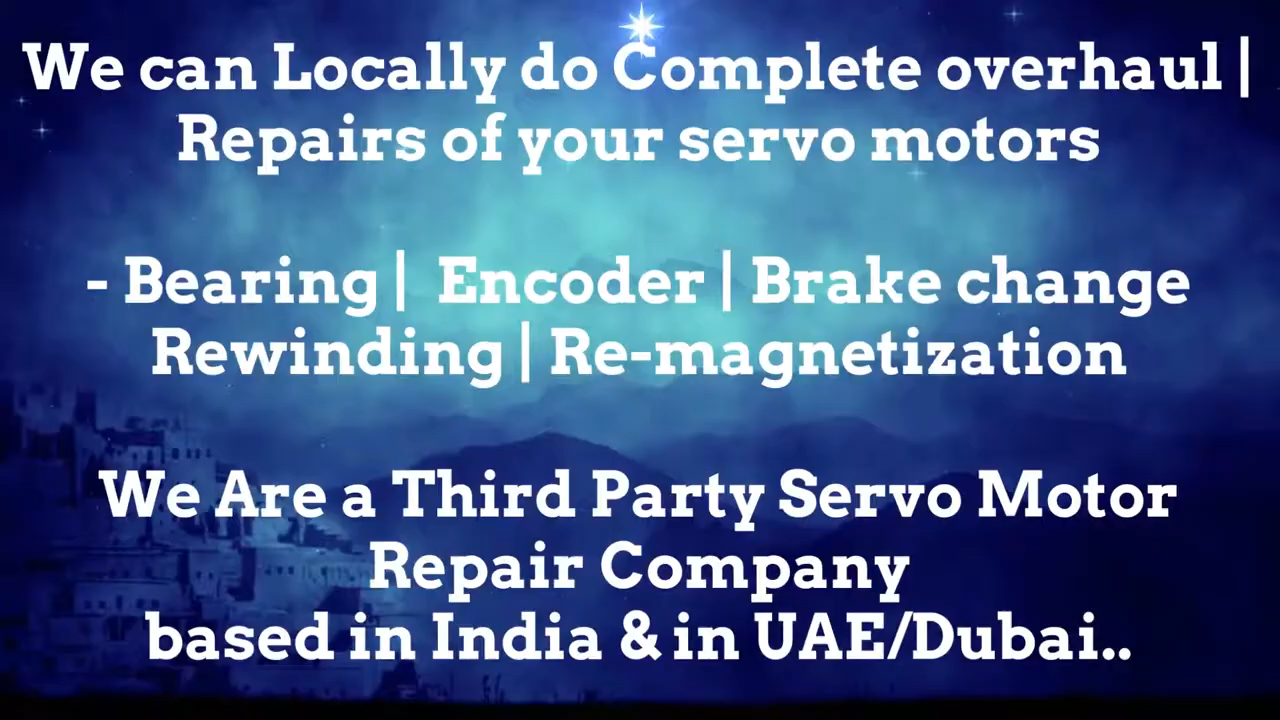 We can Locally do Complete overhaul |
Repairs of your servo motors
- Bearing | Encoder | Brake change
Rewinding | Re-magnetization
We Are a Third Party Servo Motor
Repair Company
based in India & in UAE/Dubai..